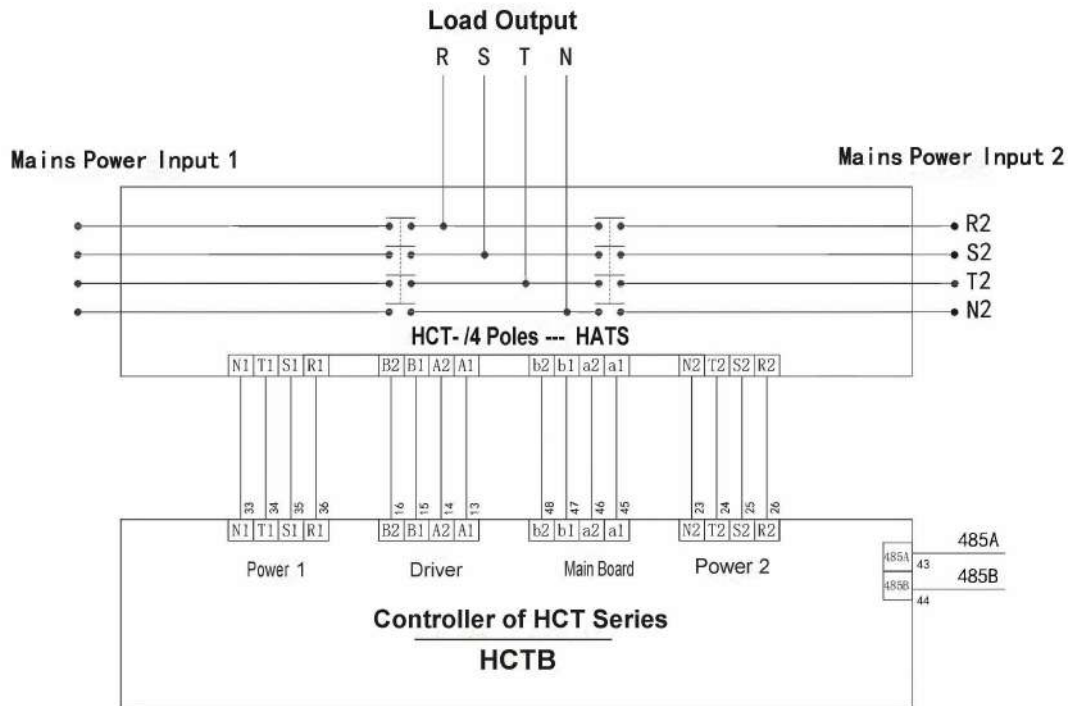 Load Output
R S T N
Mains Power Input 1
Mains Power Input 2
R2
S2
T2
N2
HCT- /4 Poles --- HATS
N1 T1 S1 R1 B2 B1 A2 A1 b2 b1 a2 a1 N2 T2 S2 R2
33 34 35 36 16 15 14 13 48 47 46 45 23 24 25 26
N1 T1 S1 R1 B2 B1 A2 A1 b2 b1 a2 a1 N2 T2 S2 R2
Power 1 Driver Main Board Power 2
485A 43 485A
485B 44 485B
Controller of HCT Series
HCTB